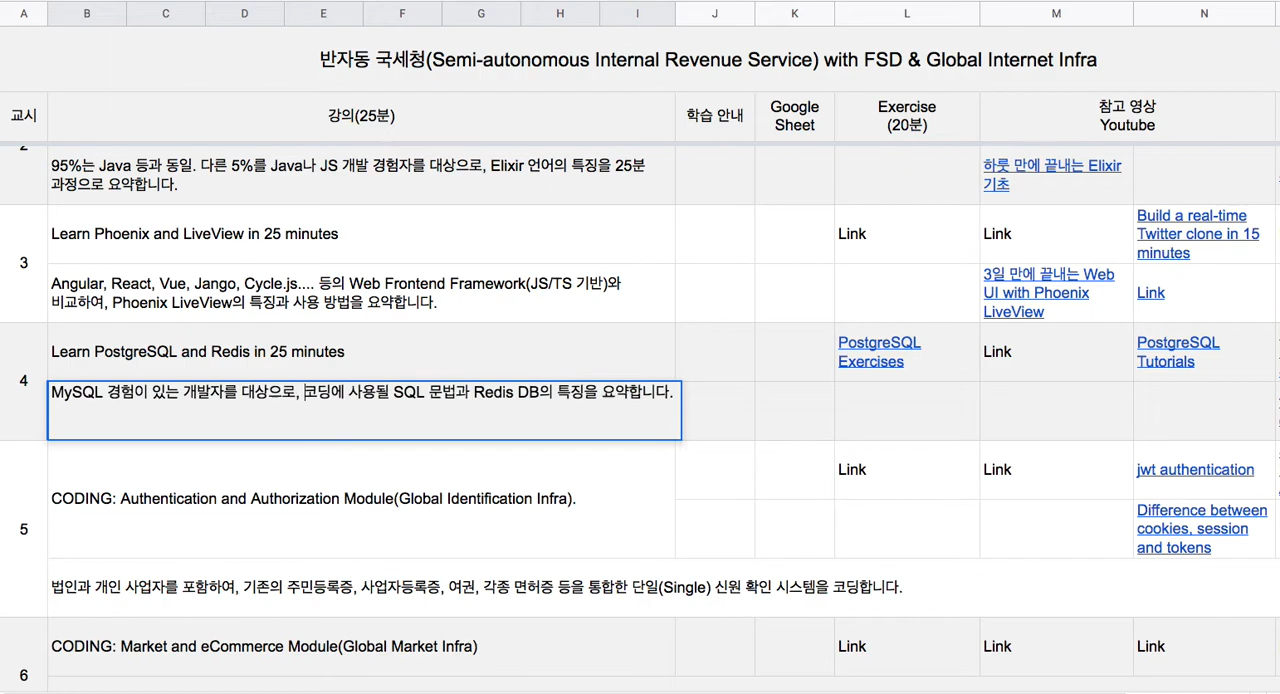 A B C D E F G H I J K L M N
반자동 국세청(Semi-autonomous Internal Revenue Service) with FSD & Global Internet Infra
교시
강의(25분)
학습 안내
Google
Sheet
Exercise
(20분)
참고 영상
Youtube
2
95%는 Java 등과 동일. 다른 5%를 Java나 JS 개발 경험자를 대상으로, Elixir 언어의 특징을 25분
과정으로 요약합니다.
하룻 만에 끝내는 Elixir
기초
3
Learn Phoenix and LiveView in 25 minutes
Link
Link
Build a real-time
Twitter clone in 15
minutes
Angular, React, Vue, Jango, Cycle.js.... 등의 Web Frontend Framework(JS/TS 기반)와
비교하여, Phoenix LiveView의 특징과 사용 방법을 요약합니다.
3일 만에 끝내는 Web
UI with Phoenix
LiveView
Link
4
Learn PostgreSQL and Redis in 25 minutes
PostgreSQL
Exercises
Link
PostgreSQL
Tutorials
MySQL 경험이 있는 개발자를 대상으로, 코딩에 사용될 SQL 문법과 Redis DB의 특징을 요약합니다.
5
CODING: Authentication and Authorization Module(Global Identification Infra).
Link
Link
jwt authentication
Difference between
cookies, session
and tokens
법인과 개인 사업자를 포함하여, 기존의 주민등록증, 사업자등록증, 여권, 각종 면허증 등을 통합한 단일(Single) 신원 확인 시스템을 코딩합니다.
6
CODING: Market and eCommerce Module(Global Market Infra)
Link
Link
Link